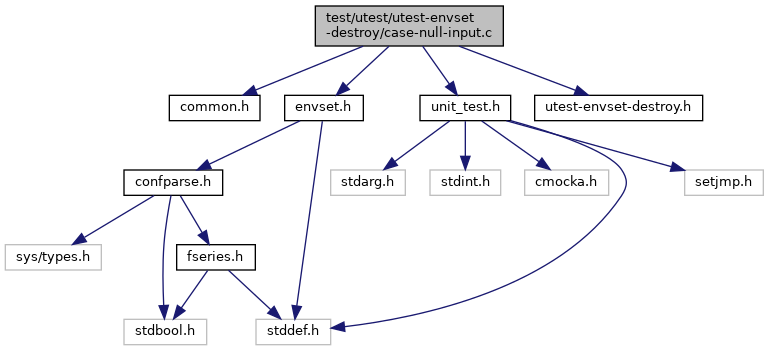 test/utest/utest-envset
-destroy/case-null-input.c
common.h
envset.h
unit_test.h
utest-envset-destroy.h
confparse.h
stdarg.h
stdint.h
cmocka.h
setjmp.h
sys/types.h
fseries.h
stdbool.h
stddef.h